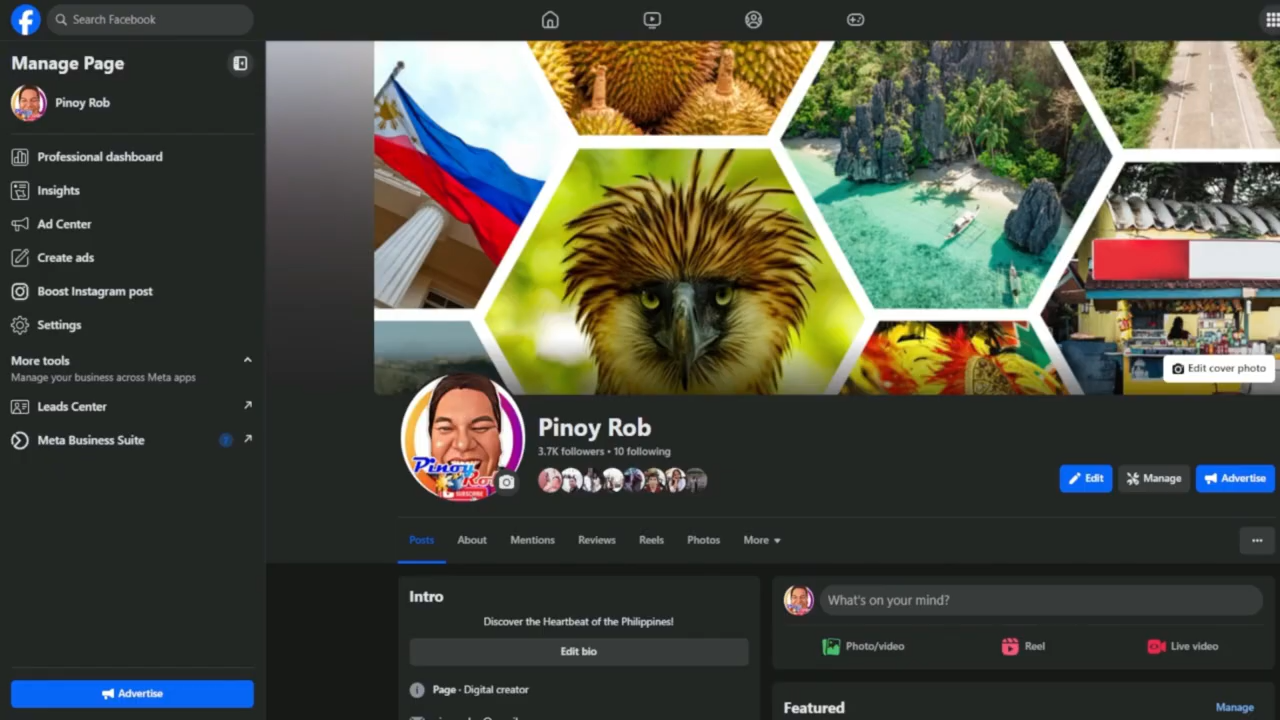 Search Facebook
Manage Page
Pinoy Rob
Professional dashboard
Insights
Ad Center
Create ads
Boost Instagram post
Settings
More tools
Manage your business across Meta apps
Leads Center
Meta Business Suite
Advertise
Edit cover photo
Pinoy Rob
3.7K followers • 10 following
Pinoy
SUBSCRIBE
Edit
Manage
Advertise
Posts
About
Mentions
Reviews
Reels
Photos
More
Intro
Discover the Heartbeat of the Philippines!
Edit bio
Page · Digital creator
What's on your mind?
Photo/video
Reel
Live video
Featured
Manage